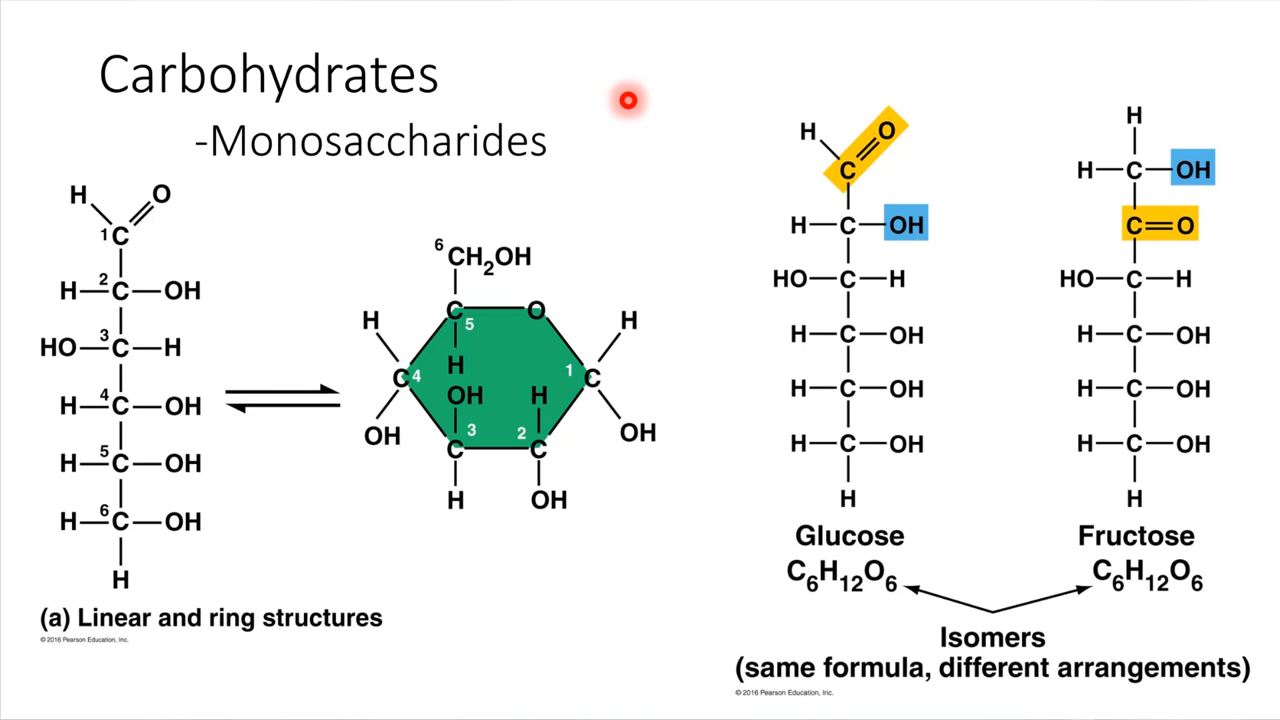 Carbohydrates
-Monosaccharides
H O
1C
H—2C—OH
HO—3C—H
H—4C—OH
H—5C—OH
H—6C—OH
H
6CH2OH
C5 O
H H
H
C4 1C
OH H
OH OH
C3 2C
H OH
(a) Linear and ring structures
© 2016 Pearson Education, Inc.
H O
C
H—C—OH
HO—C—H
H—C—OH
H—C—OH
H—C—OH
H
Glucose
C6H12O6
H
H—C—OH
C=O
HO—C—H
H—C—OH
H—C—OH
H—C—OH
H
Fructose
C6H12O6
Isomers
(same formula, different arrangements)
© 2016 Pearson Education, Inc.